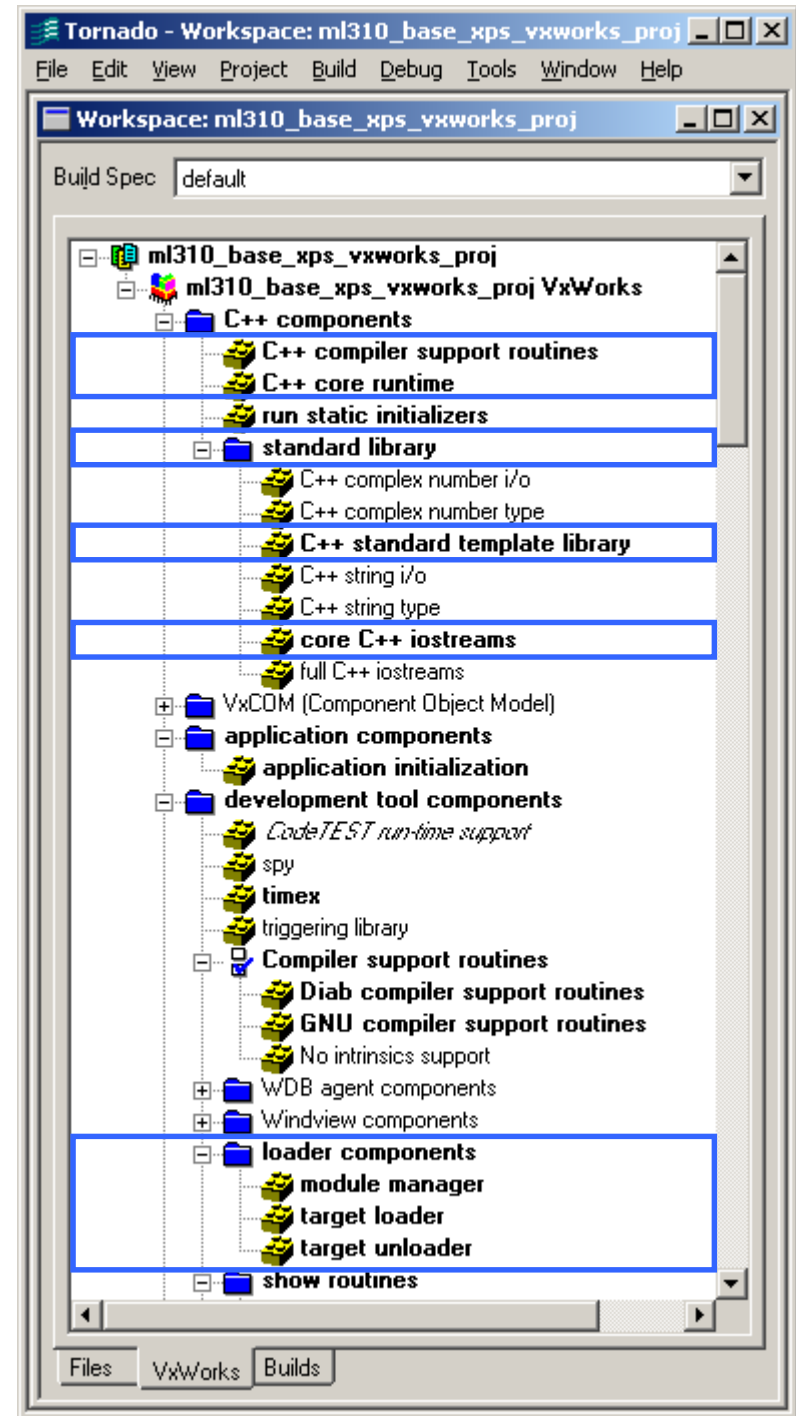 Tornado - Workspace: ml310_base_xps_vxworks_proj
File Edit View Project Build Debug Tools Window Help
Workspace: ml310_base_xps_vxworks_proj
Build Spec default
ml310_base_xps_vxworks_proj
ml310_base_xps_vxworks_proj VxWorks
C++ components
C++ compiler support routines
C++ core runtime
run static initializers
standard library
C++ complex number i/o
C++ complex number type
C++ standard template library
C++ string i/o
C++ string type
core C++ iostreams
full C++ iostreams
VxCOM (Component Object Model)
application components
application initialization
development tool components
CodeTEST run-time support
spy
timex
triggering library
Compiler support routines
Diab compiler support routines
GNU compiler support routines
No intrinsics support
WDB agent components
Windview components
loader components
module manager
target loader
target unloader
show routines
Files VxWorks Builds